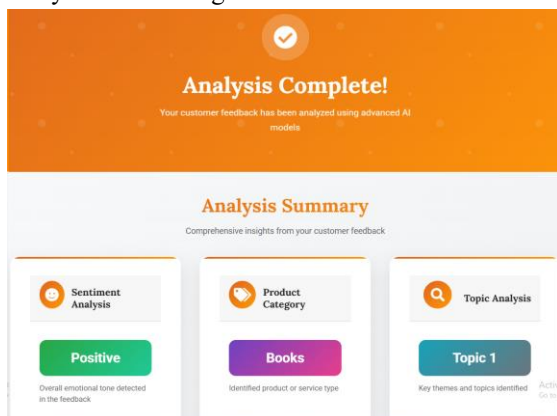 Analysis Complete!
Your customer feedback has been analyzed using advanced AI
models
Analysis Summary
Comprehensive insights from your customer feedback
Sentiment
Analysis
Positive
Overall emotional tone detected
in the feedback
Product
Category
Books
Identified product or service type
Topic Analysis
Topic 1
Key themes and topics identified